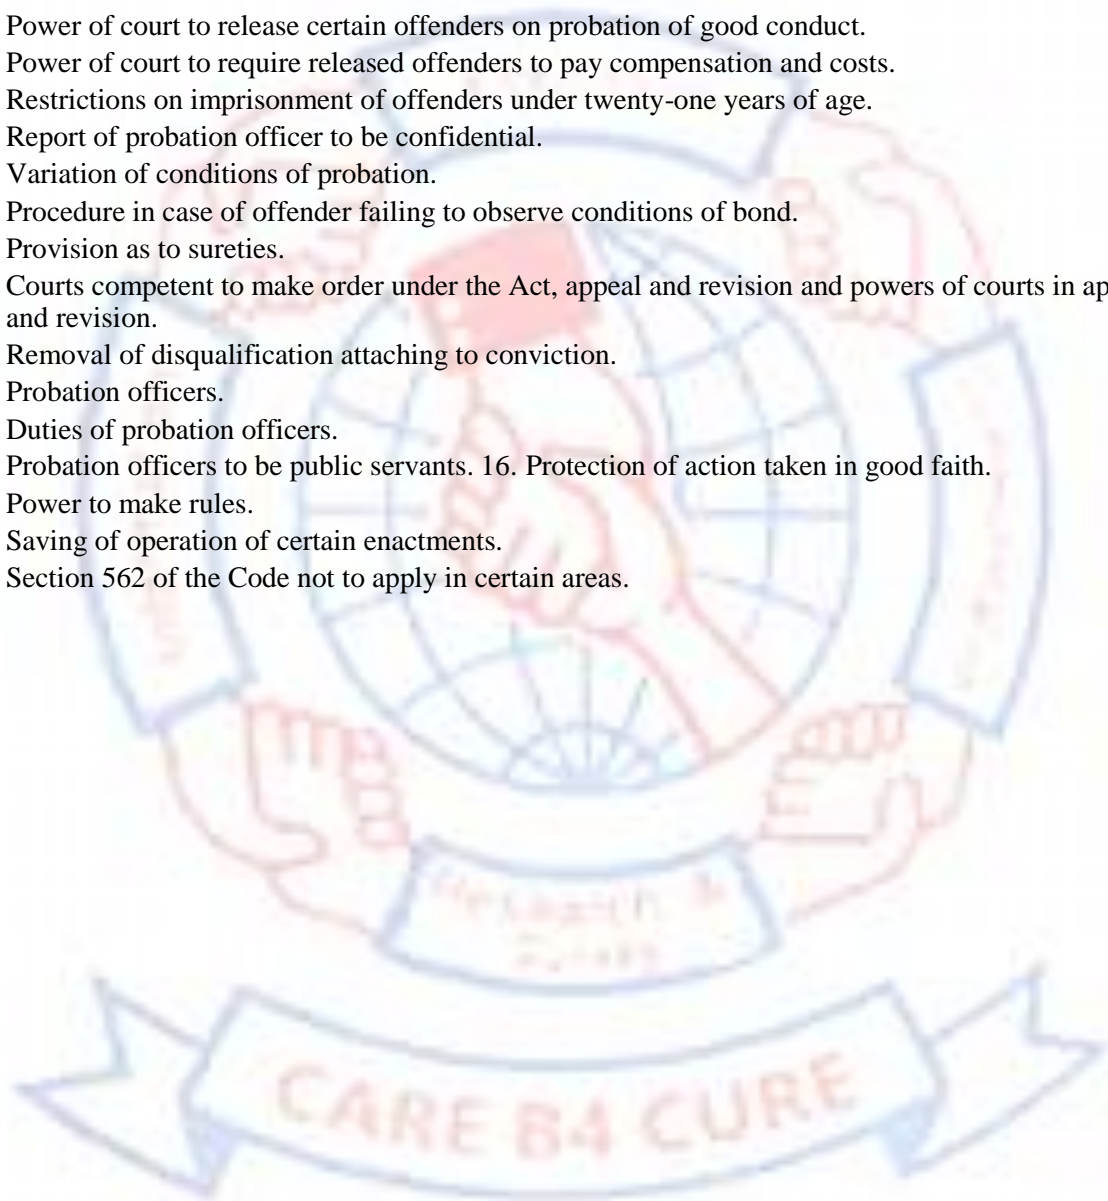 Power of court to release certain offenders on probation of good conduct.
Power of court to require released offenders to pay compensation and costs.
Restrictions on imprisonment of offenders under twenty-one years of age.
Report of probation officer to be confidential.
Variation of conditions of probation.
Procedure in case of offender failing to observe conditions of bond.
Provision as to sureties.
Courts competent to make order under the Act, appeal and revision and powers of courts in ap
and revision.
Removal of disqualification attaching to conviction.
Probation officers.
Duties of probation officers.
Probation officers to be public servants. 16. Protection of action taken in good faith.
Power to make rules.
Saving of operation of certain enactments.
Section 562 of the Code not to apply in certain areas.
Research &
CARE B4 CURE